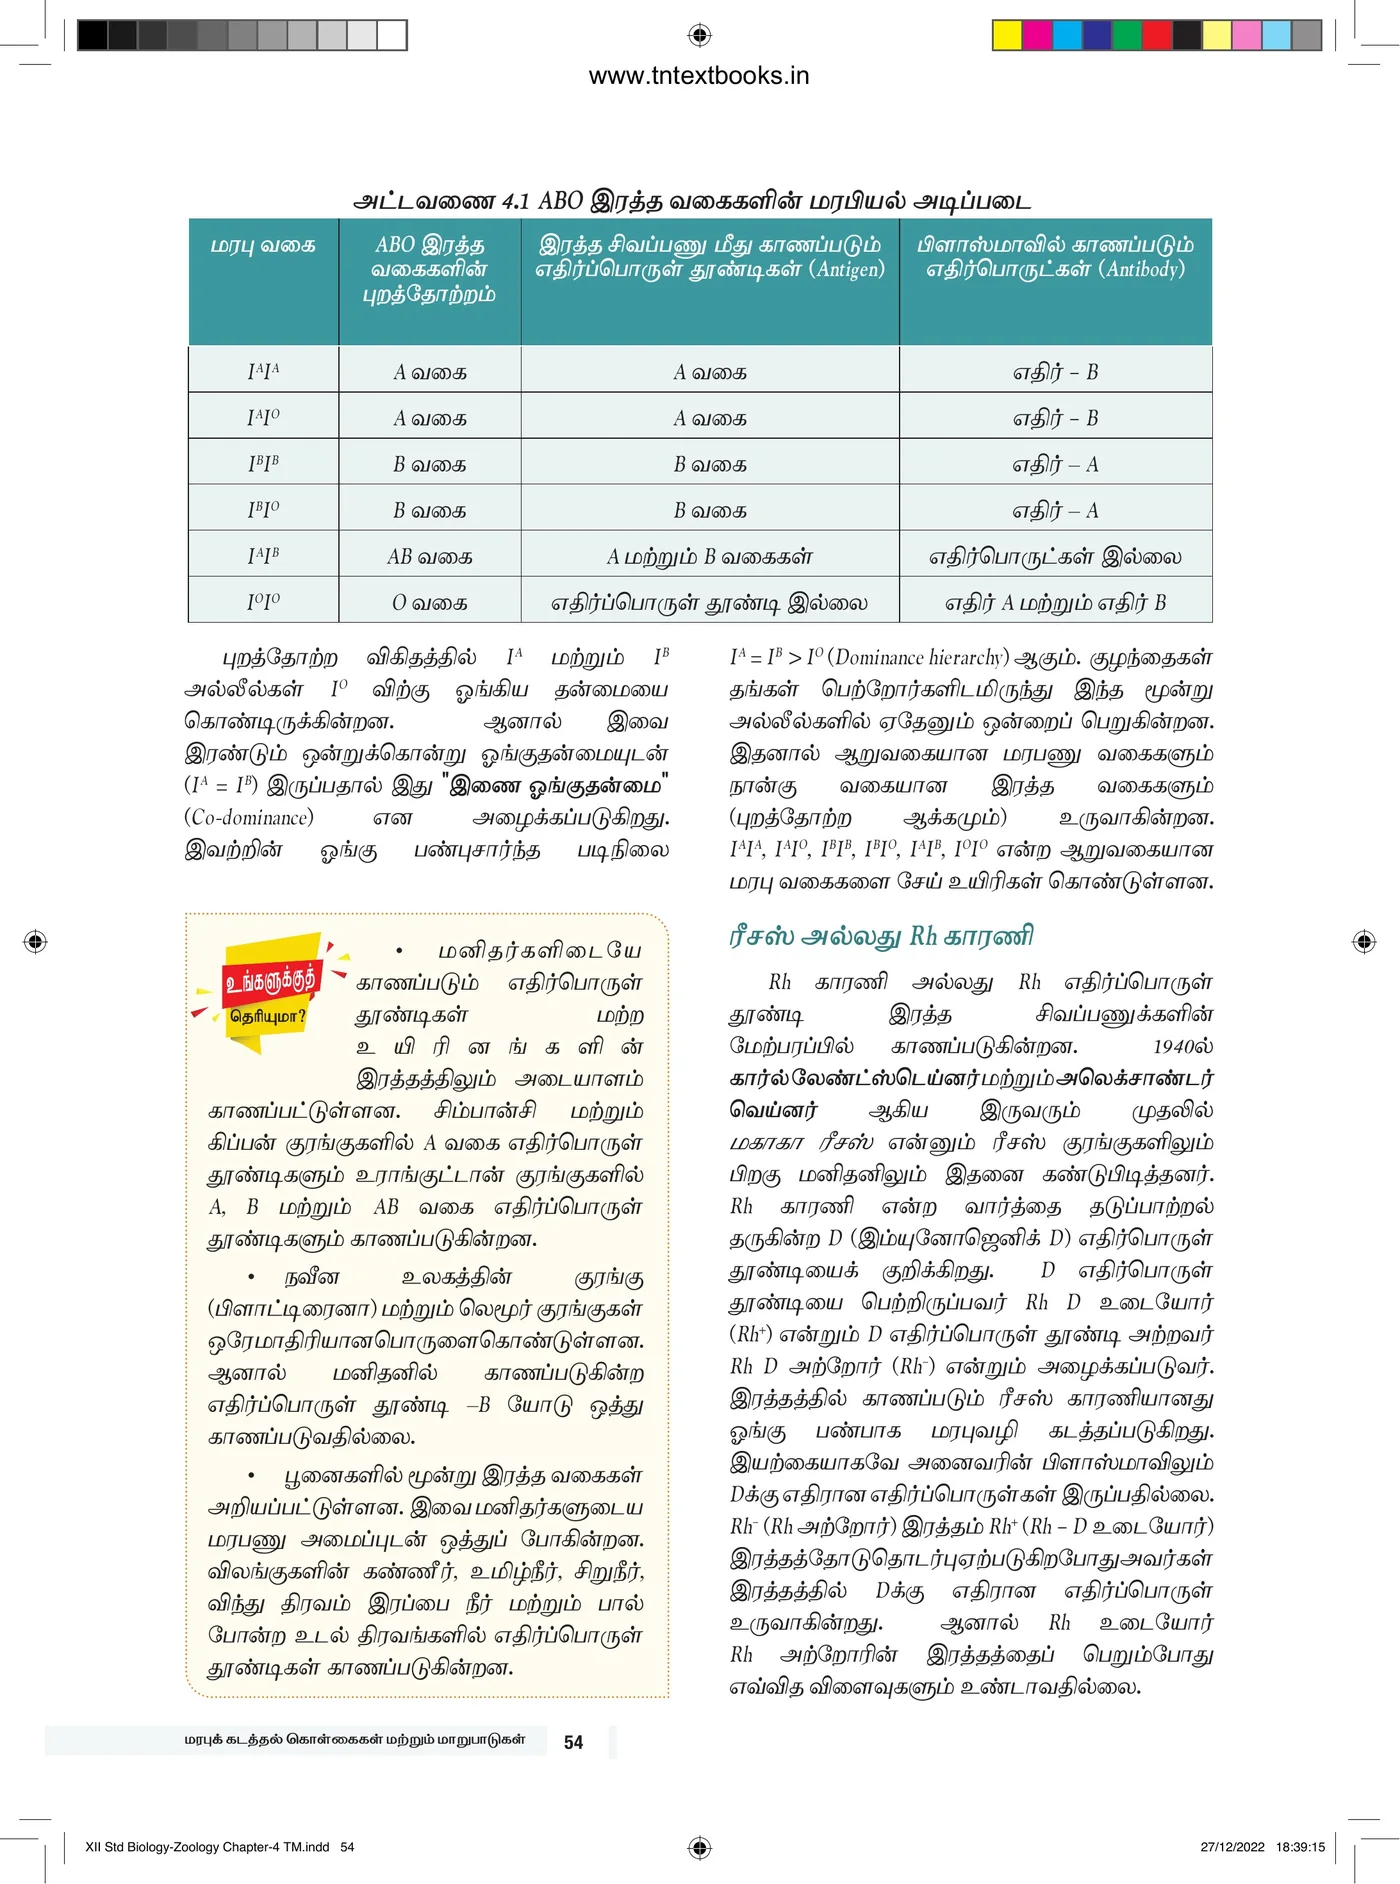 www.tntextbooks.in
அட்டவணை 4.1 ABO இரத்த வகைகளின் மரபியல் அடிப்படை
மரபு வகை
ABO இரத்த
வகைகளின்
புறத்தோற்றம்
இரத்த சிவப்பணு மீது காணப்படும்
எதிர்ப்பொருள் தூண்டிகள் (Antigen)
பிளாஸ்மாவில் காணப்படும்
எதிர்பொருட்கள் (Antibody)
IᴬIᴬ A வகை A வகை எதிர் – B
IᴬIᴼ A வகை A வகை எதிர் – B
IᴮIᴮ B வகை B வகை எதிர் – A
IᴮIᴼ B வகை B வகை எதிர் – A
IᴬIᴮ AB வகை A மற்றும் B வகைகள் எதிர்பொருட்கள் இல்லை
IᴼIᴼ O வகை எதிர்ப்பொருள் தூண்டி இல்லை எதிர் A மற்றும் எதிர் B
புறத்தோற்ற விகிதத்தில் Iᴬ மற்றும் Iᴮ
அல்லீல்கள் Iᴼ விற்கு ஓங்கிய தன்மையை
கொண்டிருக்கின்றன. ஆனால் இவை
இரண்டும் ஒன்றுக்கொன்று ஓங்குதன்மையுடன்
(Iᴬ = Iᴮ) இருப்பதால் இது "இணை ஓங்குதன்மை"
(Co-dominance) என அழைக்கப்படுகிறது.
இவற்றின் ஓங்கு பண்புசார்ந்த படிநிலை
உங்களுக்குத்
தெரியுமா?
• மனிதர்களிடையே
காணப்படும் எதிர்பொருள்
தூண்டிகள் மற்ற
உயிரினங்களின்
இரத்தத்திலும் அடையாளம்
காணப்பட்டுள்ளன. சிம்பான்சி மற்றும்
கிப்பன் குரங்குகளில் A வகை எதிர்பொருள்
தூண்டிகளும் உராங்குட்டான் குரங்குகளில்
A, B மற்றும் AB வகை எதிர்ப்பொருள்
தூண்டிகளும் காணப்படுகின்றன.
• நவீன உலகத்தின் குரங்கு
(பிளாட்டிரைனா) மற்றும் லெமூர் குரங்குகள்
ஒரேமாதிரியானபொருளைகொண்டுள்ளன.
ஆனால் மனிதனில் காணப்படுகின்ற
எதிர்ப்பொருள் தூண்டி –B யோடு ஒத்து
காணப்படுவதில்லை.
• பூனைகளில் மூன்று இரத்த வகைகள்
அறியப்பட்டுள்ளன. இவை மனிதர்களுடைய
மரபணு அமைப்புடன் ஒத்துப் போகின்றன.
விலங்குகளின் கண்ணீர், உமிழ்நீர், சிறுநீர்,
விந்து திரவம் இரப்பை நீர் மற்றும் பால்
போன்ற உடல் திரவங்களில் எதிர்ப்பொருள்
தூண்டிகள் காணப்படுகின்றன.
Iᴬ = Iᴮ > Iᴼ (Dominance hierarchy) ஆகும். குழந்தைகள்
தங்கள் பெற்றோர்களிடமிருந்து இந்த மூன்று
அல்லீல்களில் ஏதேனும் ஒன்றைப் பெறுகின்றன.
இதனால் ஆறுவகையான மரபணு வகைகளும்
நான்கு வகையான இரத்த வகைகளும்
(புறத்தோற்ற ஆக்கமும்) உருவாகின்றன.
IᴬIᴬ, IᴬIᴼ, IᴮIᴮ, IᴮIᴼ, IᴬIᴮ, IᴼIᴼ என்ற ஆறுவகையான
மரபு வகைகளை சேய் உயிரிகள் கொண்டுள்ளன.
ரீசஸ் அல்லது Rh காரணி
Rh காரணி அல்லது Rh எதிர்ப்பொருள்
தூண்டி இரத்த சிவப்பணுக்களின்
மேற்பரப்பில் காணப்படுகின்றன. 1940ல்
கார்ல் லேண்ட்ஸ்டெய்னர் மற்றும் அலெக்சாண்டர்
வெய்னர் ஆகிய இருவரும் முதலில்
மகாகா ரீசஸ் என்னும் ரீசஸ் குரங்குகளிலும்
பிறகு மனிதனிலும் இதனை கண்டுபிடித்தனர்.
Rh காரணி என்ற வார்த்தை தடுப்பாற்றல்
தருகின்ற D (இம்யுனோஜெனிக் D) எதிர்பொருள்
தூண்டியைக் குறிக்கிறது. D எதிர்பொருள்
தூண்டியை பெற்றிருப்பவர் Rh D உடையோர்
(Rh⁺) என்றும் D எதிர்ப்பொருள் தூண்டி அற்றவர்
Rh D அற்றோர் (Rh⁻) என்றும் அழைக்கப்படுவர்.
இரத்தத்தில் காணப்படும் ரீசஸ் காரணியானது
ஓங்கு பண்பாக மரபுவழி கடத்தப்படுகிறது.
இயற்கையாகவே அனைவரின் பிளாஸ்மாவிலும்
Dக்கு எதிரான எதிர்ப்பொருள்கள் இருப்பதில்லை.
Rh⁻ (Rh அற்றோர்) இரத்தம் Rh⁺ (Rh – D உடையோர்)
இரத்தத்தோடுதொடர்புஏற்படுகிறபோதுஅவர்கள்
இரத்தத்தில் Dக்கு எதிரான எதிர்ப்பொருள்
உருவாகின்றது. ஆனால் Rh உடையோர்
Rh அற்றோரின் இரத்தத்தைப் பெறும்போது
எவ்வித விளைவுகளும் உண்டாவதில்லை.
மரபுக் கடத்தல் கொள்கைகள் மற்றும் மாறுபாடுகள் 54
XII Std Biology-Zoology Chapter-4 TM.indd 54 27/12/2022 18:39:15